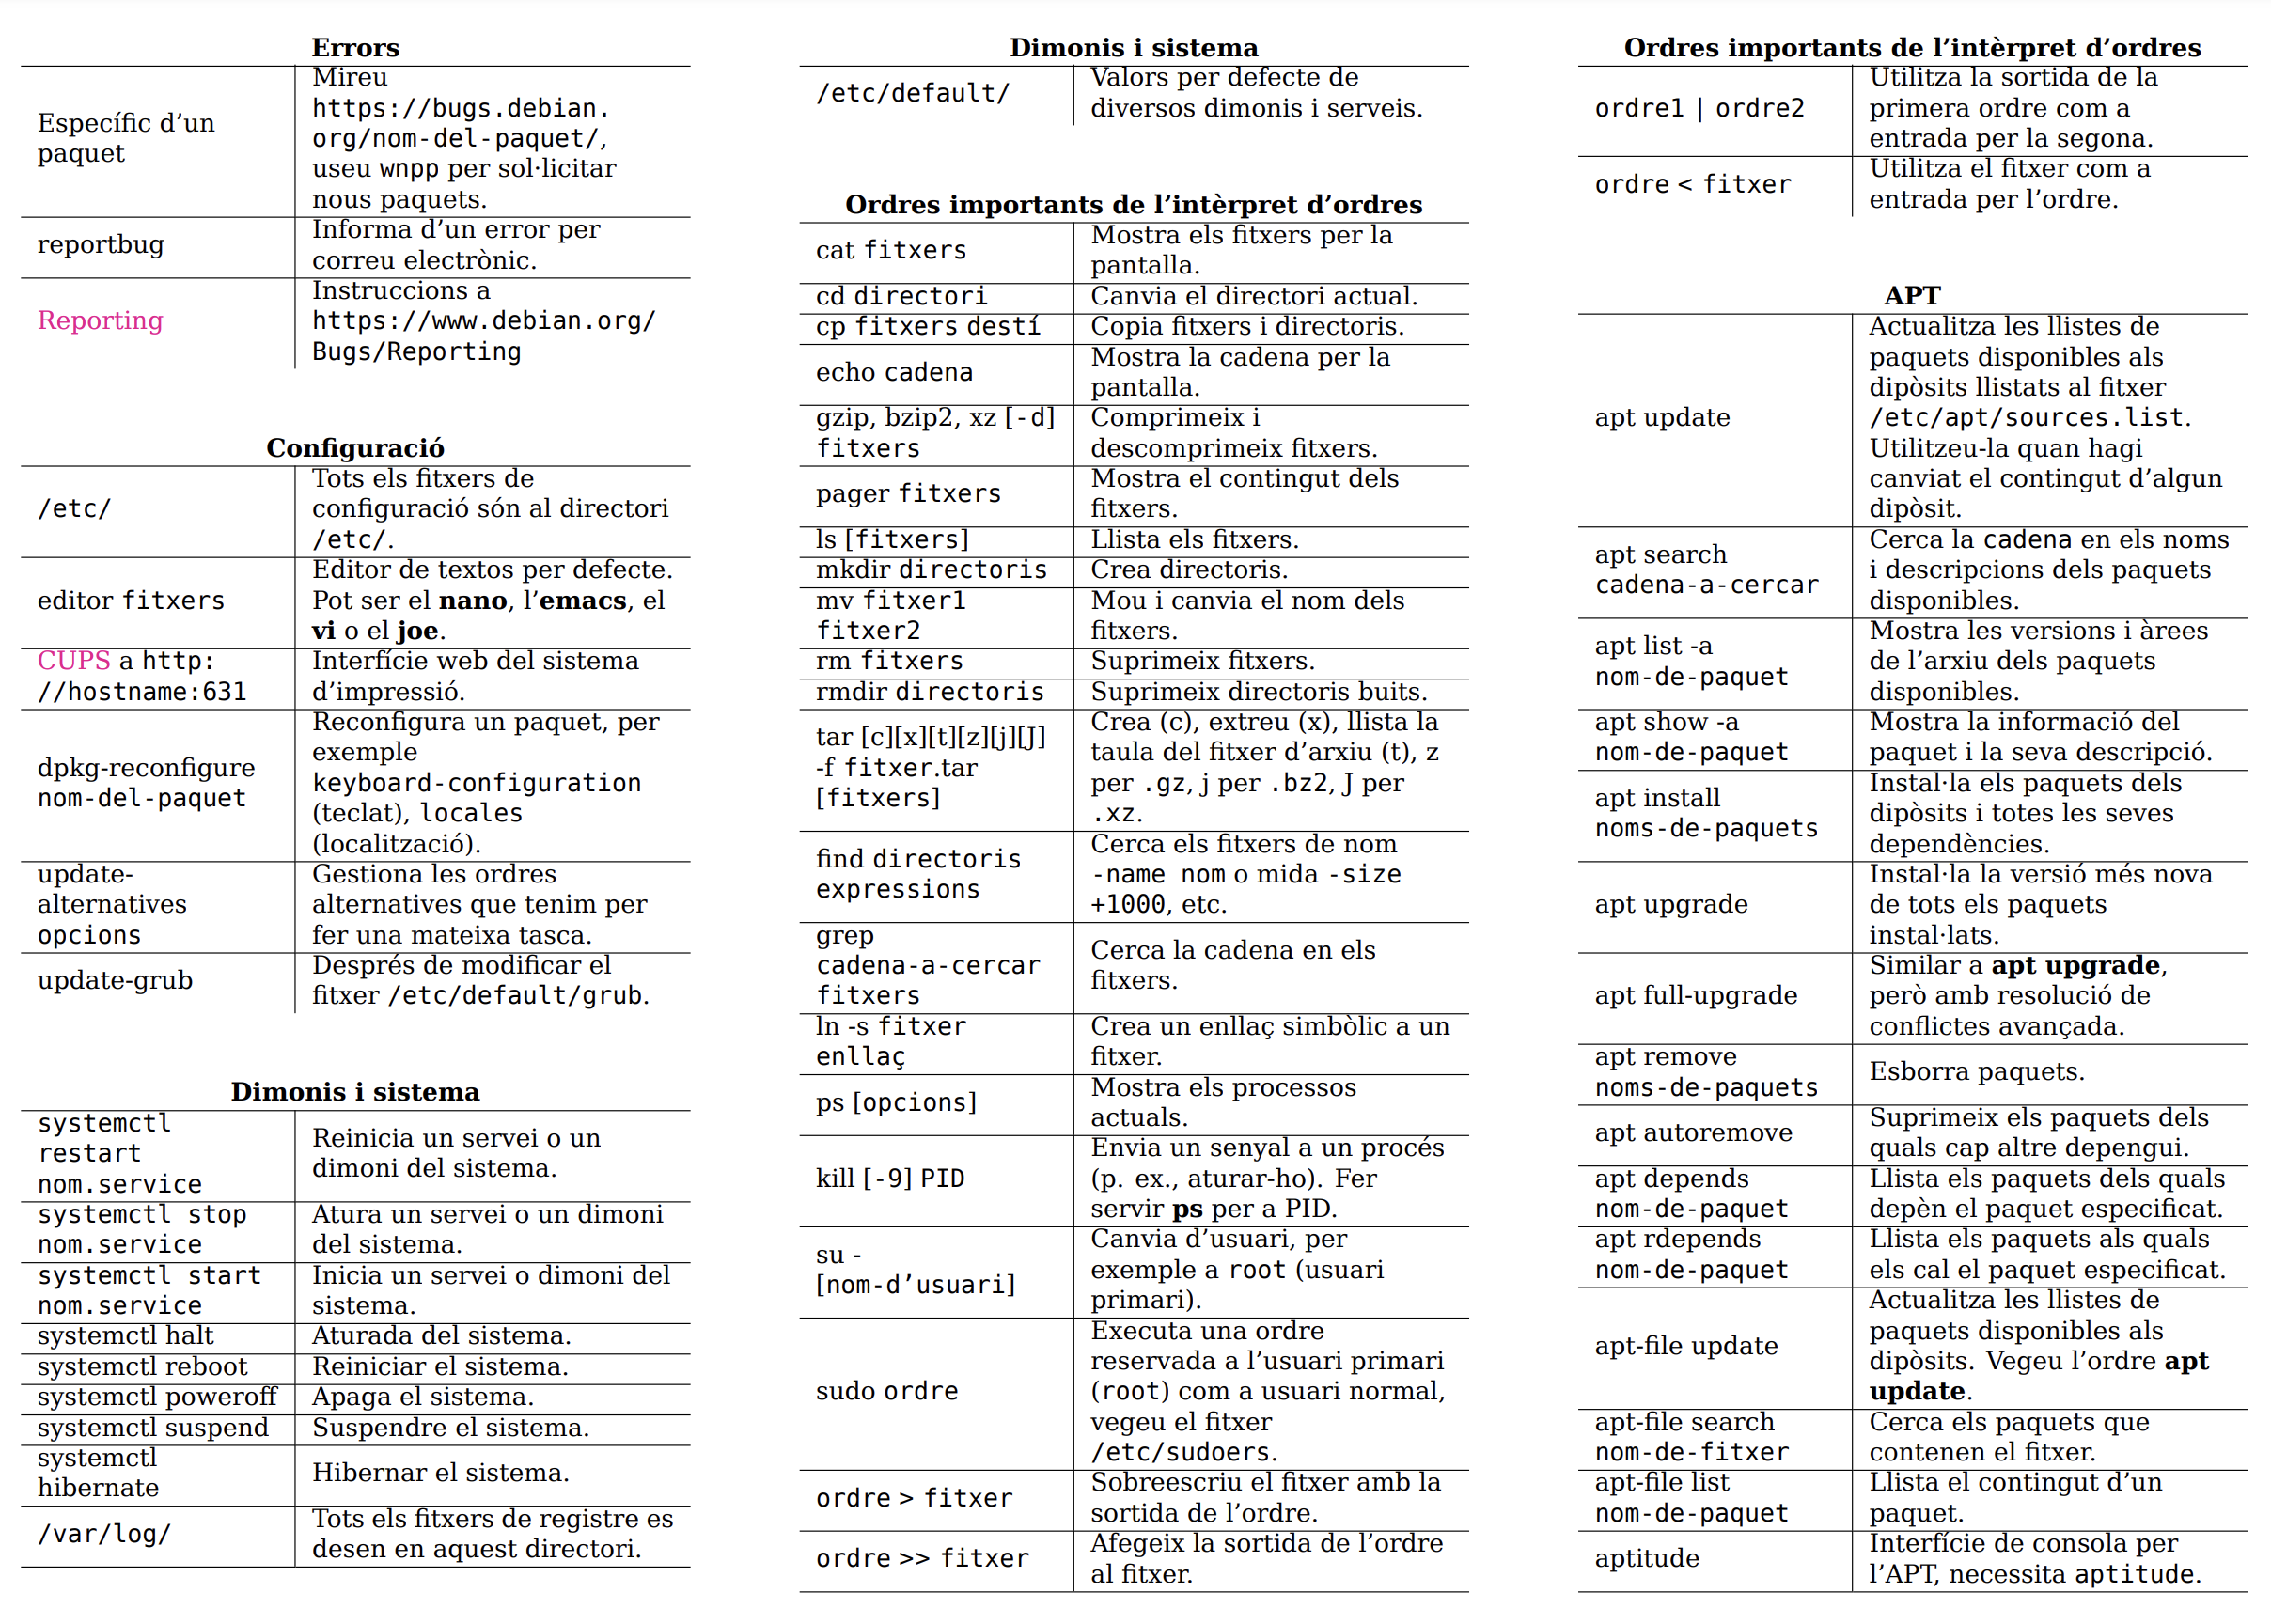 Errors
Específic d’un
paquet
Mireu
https://bugs.debian.
org/nom-del-paquet/,
useu wnpp per sol·licitar
nous paquets.
reportbug
Informa d’un error per
correu electrònic.
Reporting
Instruccions a
https://www.debian.org/
Bugs/Reporting
Configuració
/etc/
Tots els fitxers de
configuració són al directori
/etc/.
editor fitxers
Editor de textos per defecte.
Pot ser el nano, l’emacs, el
vi o el joe.
CUPS a http:
//hostname:631
Interfície web del sistema
d’impressió.
dpkg-reconfigure
nom-del-paquet
Reconfigura un paquet, per
exemple
keyboard-configuration
(teclat), locales
(localització).
update-
alternatives
opcions
Gestiona les ordres
alternatives que tenim per
fer una mateixa tasca.
update-grub
Després de modificar el
fitxer /etc/default/grub.
Dimonis i sistema
systemctl
restart
nom.service
Reinicia un servei o un
dimoni del sistema.
systemctl stop
nom.service
Atura un servei o un dimoni
del sistema.
systemctl start
nom.service
Inicia un servei o dimoni del
sistema.
systemctl halt
Aturada del sistema.
systemctl reboot
Reiniciar el sistema.
systemctl poweroff
Apaga el sistema.
systemctl suspend
Suspendre el sistema.
systemctl
hibernate
Hibernar el sistema.
/var/log/
Tots els fitxers de registre es
desen en aquest directori.
Dimonis i sistema
/etc/default/
Valors per defecte de
diversos dimonis i serveis.
Ordres importants de l’intèrpret d’ordres
cat fitxers
Mostra els fitxers per la
pantalla.
cd directori
Canvia el directori actual.
cp fitxers destí
Copia fitxers i directoris.
echo cadena
Mostra la cadena per la
pantalla.
gzip, bzip2, xz [-d]
fitxers
Comprimeix i
descomprimeix fitxers.
pager fitxers
Mostra el contingut dels
fitxers.
ls [fitxers]
Llista els fitxers.
mkdir directoris
Crea directoris.
mv fitxer1
fitxer2
Mou i canvia el nom dels
fitxers.
rm fitxers
Suprimeix fitxers.
rmdir directoris
Suprimeix directoris buits.
tar [c][x][t][z][j][J]
-f fitxer.tar
[fitxers]
Crea (c), extreu (x), llista la
taula del fitxer d’arxiu (t), z
per .gz, j per .bz2, J per
.xz.
find directoris
expressions
Cerca els fitxers de nom
-name nom o mida -size
+1000, etc.
grep
cadena-a-cercar
fitxers
Cerca la cadena en els
fitxers.
ln -s fitxer
enllaç
Crea un enllaç simbòlic a un
fitxer.
ps [opcions]
Mostra els processos
actuals.
kill [-9] PID
Envia un senyal a un procés
(p. ex., aturar-ho). Fer
servir ps per a PID.
su -
[nom-d’usuari]
Canvia d’usuari, per
exemple a root (usuari
primari).
sudo ordre
Executa una ordre
reservada a l’usuari primari
(root) com a usuari normal,
vegeu el fitxer
/etc/sudoers.
ordre > fitxer
Sobreescriu el fitxer amb la
sortida de l’ordre.
ordre >> fitxer
Afegeix la sortida de l’ordre
al fitxer.
Ordres importants de l’intèrpret d’ordres
ordre1 | ordre2
Utilitza la sortida de la
primera ordre com a
entrada per la segona.
ordre < fitxer
Utilitza el fitxer com a
entrada per l’ordre.
APT
apt update
Actualitza les llistes de
paquets disponibles als
dipòsits llistats al fitxer
/etc/apt/sources.list.
Utilitzeu-la quan hagi
canviat el contingut d’algun
dipòsit.
apt search
cadena-a-cercar
Cerca la cadena en els noms
i descripcions dels paquets
disponibles.
apt list -a
nom-de-paquet
Mostra les versions i àrees
de l’arxiu dels paquets
disponibles.
apt show -a
nom-de-paquet
Mostra la informació del
paquet i la seva descripció.
apt install
noms-de-paquets
Instal·la els paquets dels
dipòsits i totes les seves
dependències.
apt upgrade
Instal·la la versió més nova
de tots els paquets
instal·lats.
apt full-upgrade
Similar a apt upgrade,
però amb resolució de
conflictes avançada.
apt remove
noms-de-paquets
Esborra paquets.
apt autoremove
Suprimeix els paquets dels
quals cap altre depengui.
apt depends
nom-de-paquet
Llista els paquets dels quals
depèn el paquet especificat.
apt rdepends
nom-de-paquet
Llista els paquets als quals
els cal el paquet especificat.
apt-file update
Actualitza les llistes de
paquets disponibles als
dipòsits. Vegeu l’ordre apt
update.
apt-file search
nom-de-fitxer
Cerca els paquets que
contenen el fitxer.
apt-file list
nom-de-paquet
Llista el contingut d’un
paquet.
aptitude
Interfície de consola per
l’APT, necessita aptitude.